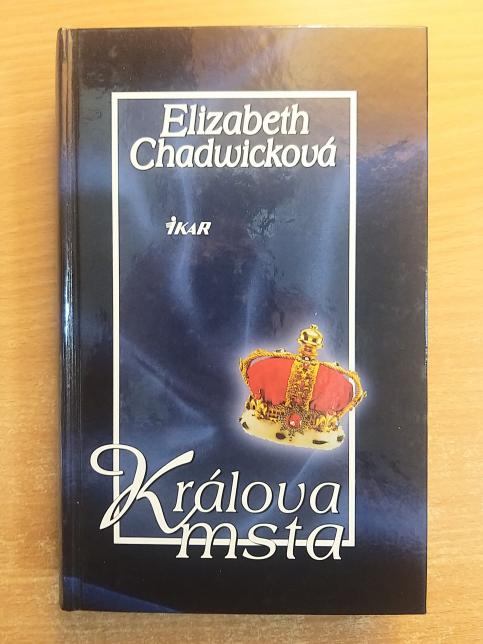 Elizabeth
Chadwicková
iKAR
Králova
msta